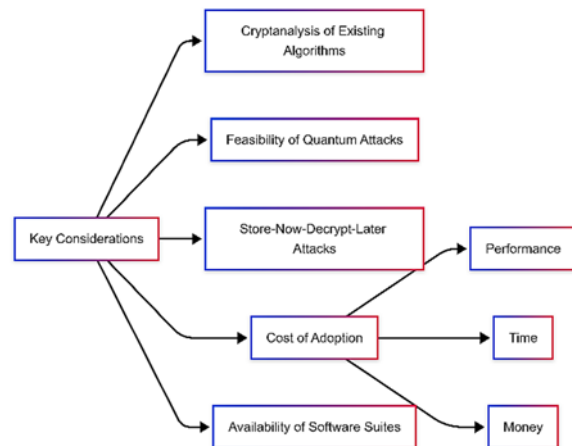 Cryptanalysis of Existing
Algorithms
Feasibility of Quantum Attacks
Key Considerations
Store-Now-Decrypt-Later
Attacks
Performance
Cost of Adoption
Time
Availability of Software Suites
Money